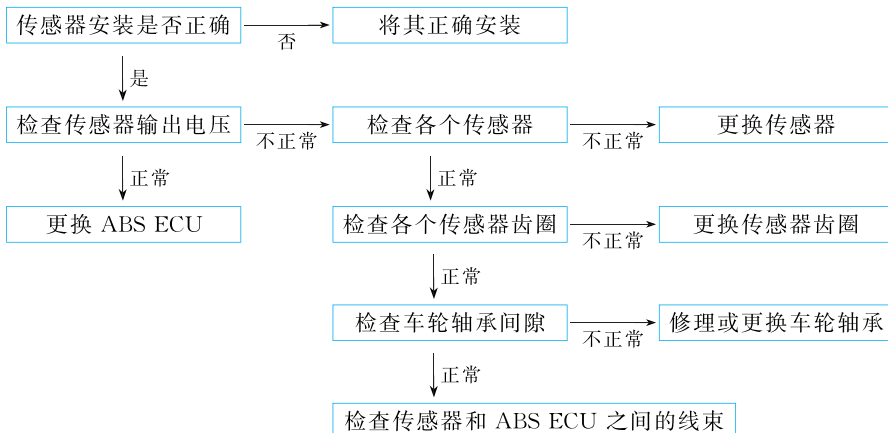 传感器安装是否正确
否
将其正确安装
是
检查传感器输出电压
不正常
检查各个传感器
不正常
更换传感器
正常
正常
更换 ABS ECU
检查各个传感器齿圈
不正常
更换传感器齿圈
正常
检查车轮轴承间隙
不正常
修理或更换车轮轴承
正常
检查传感器和 ABS ECU 之间的线束